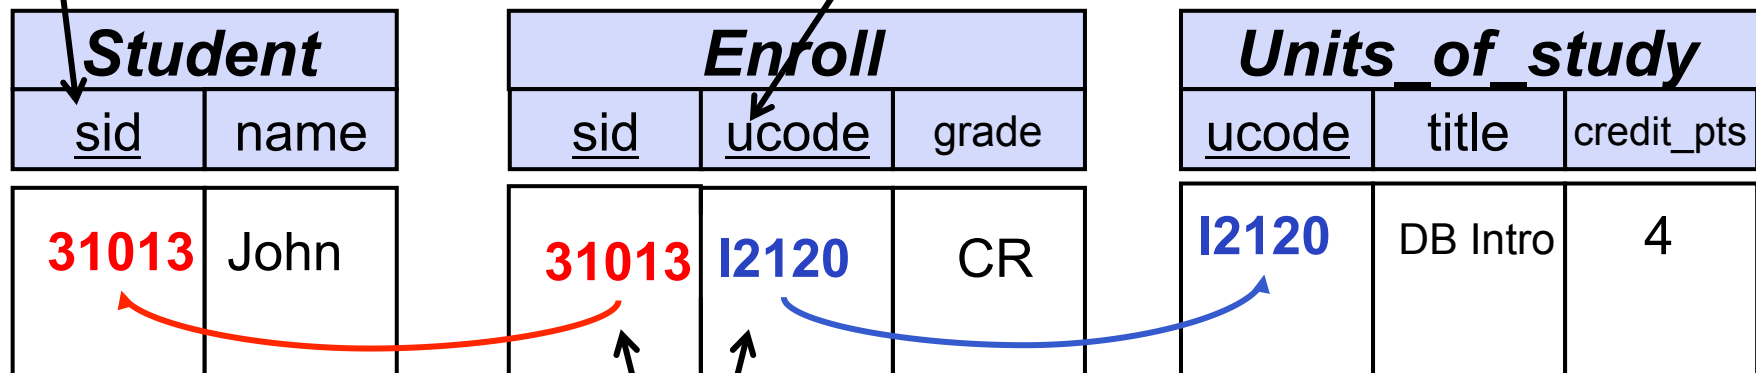 Student
sid name
31013 John
Enroll
sid ucode grade
31013 I2120 CR
Units_of_study
ucode title credit_pts
I2120 DB Intro 4